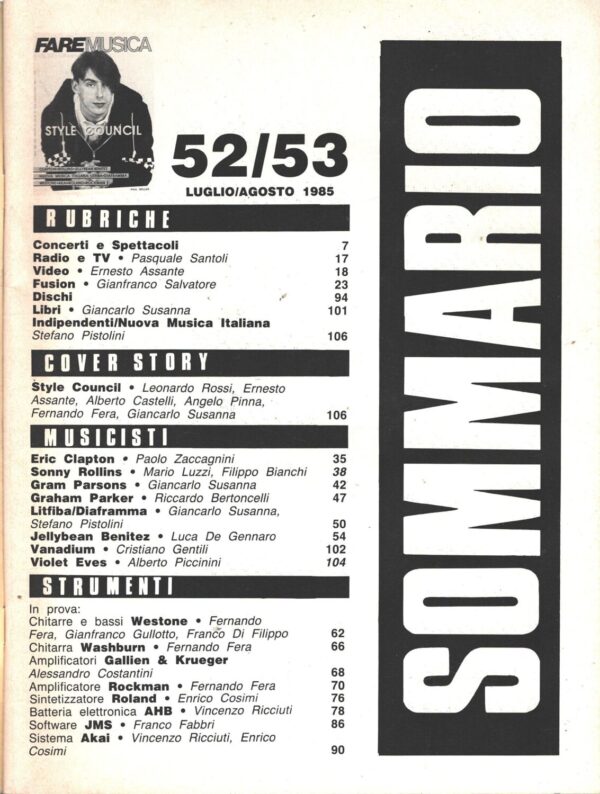 FAREMUSICA
STYLE COUNCIL
52/53
LUGLIO/AGOSTO 1985
RUBRICHE
Concerti e Spettacoli 7
Radio e TV • Pasquale Santoli 17
Video • Ernesto Assante 18
Fusion • Gianfranco Salvatore 23
Dischi 94
Libri • Giancarlo Susanna 101
Indipendenti/Nuova Musica Italiana
Stefano Pistolini 106
COVER STORY
Style Council • Leonardo Rossi, Ernesto
Assante, Alberto Castelli, Angelo Pinna,
Fernando Fera, Giancarlo Susanna 106
MUSICISTI
Eric Clapton • Paolo Zaccagnini 35
Sonny Rollins • Mario Luzzi, Filippo Bianchi 38
Gram Parsons • Giancarlo Susanna 42
Graham Parker • Riccardo Bertoncelli 47
Litfiba/Diaframma • Giancarlo Susanna,
Stefano Pistolini 50
Jellybean Benitez • Luca De Gennaro 54
Vanadium • Cristiano Gentili 102
Violet Eves • Alberto Piccinini 104
STRUMENTI
In prova:
Chitarre e bassi Westone • Fernando
Fera, Gianfranco Gullotto, Franco Di Filippo 62
Chitarra Washburn • Fernando Fera 66
Amplificatori Gallien & Krueger
Alessandro Costantini 68
Amplificatore Rockman • Fernando Fera 70
Sintetizzatore Roland • Enrico Cosimi 76
Batteria elettronica AHB • Vincenzo Ricciuti 78
Software JMS • Franco Fabbri 86
Sistema Akai • Vincenzo Ricciuti, Enrico
Cosimi 90
SOMMARIO